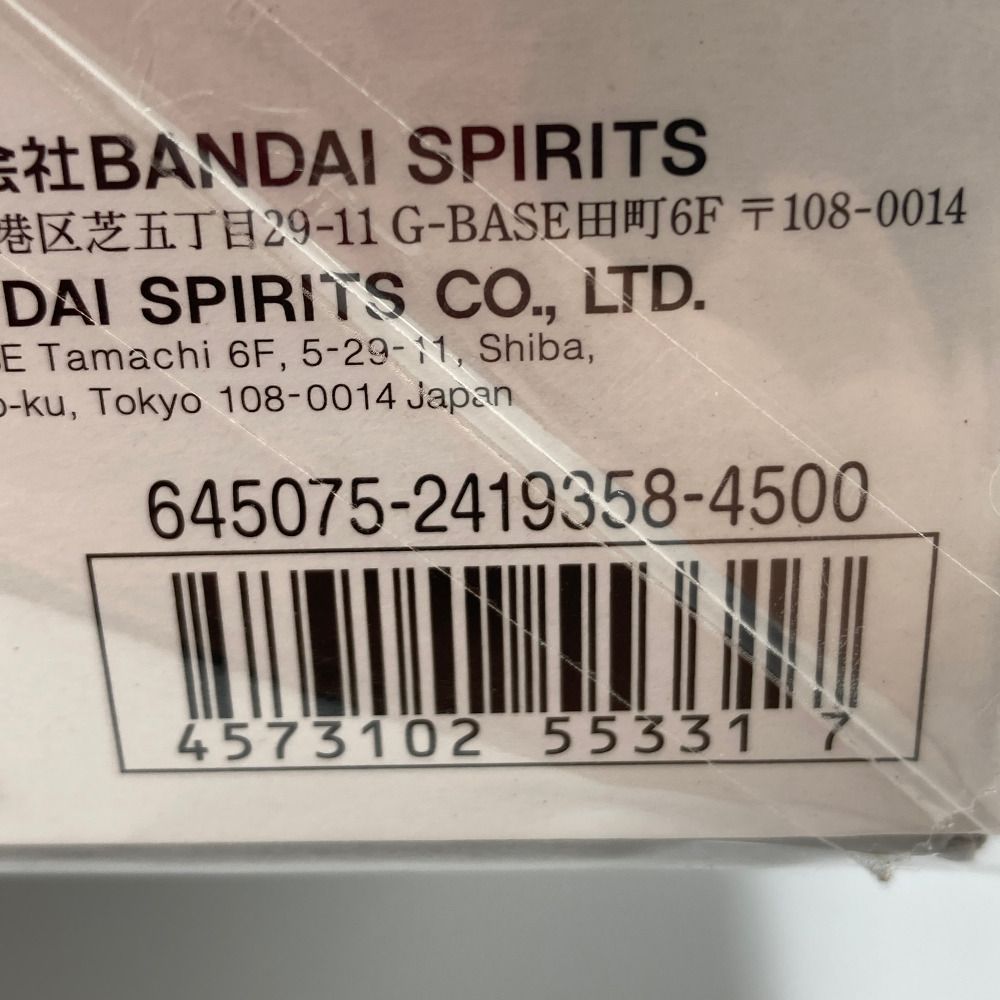 会社BANDAI SPIRITS
港区芝五丁目29-11 G-BASE田町6F 〒108-0014
DAI SPIRITS CO., LTD.
E Tamachi 6F, 5-29-11, Shiba,
o-ku, Tokyo 108-0014 Japan
645075-2419358-4500
4573102 55331 7